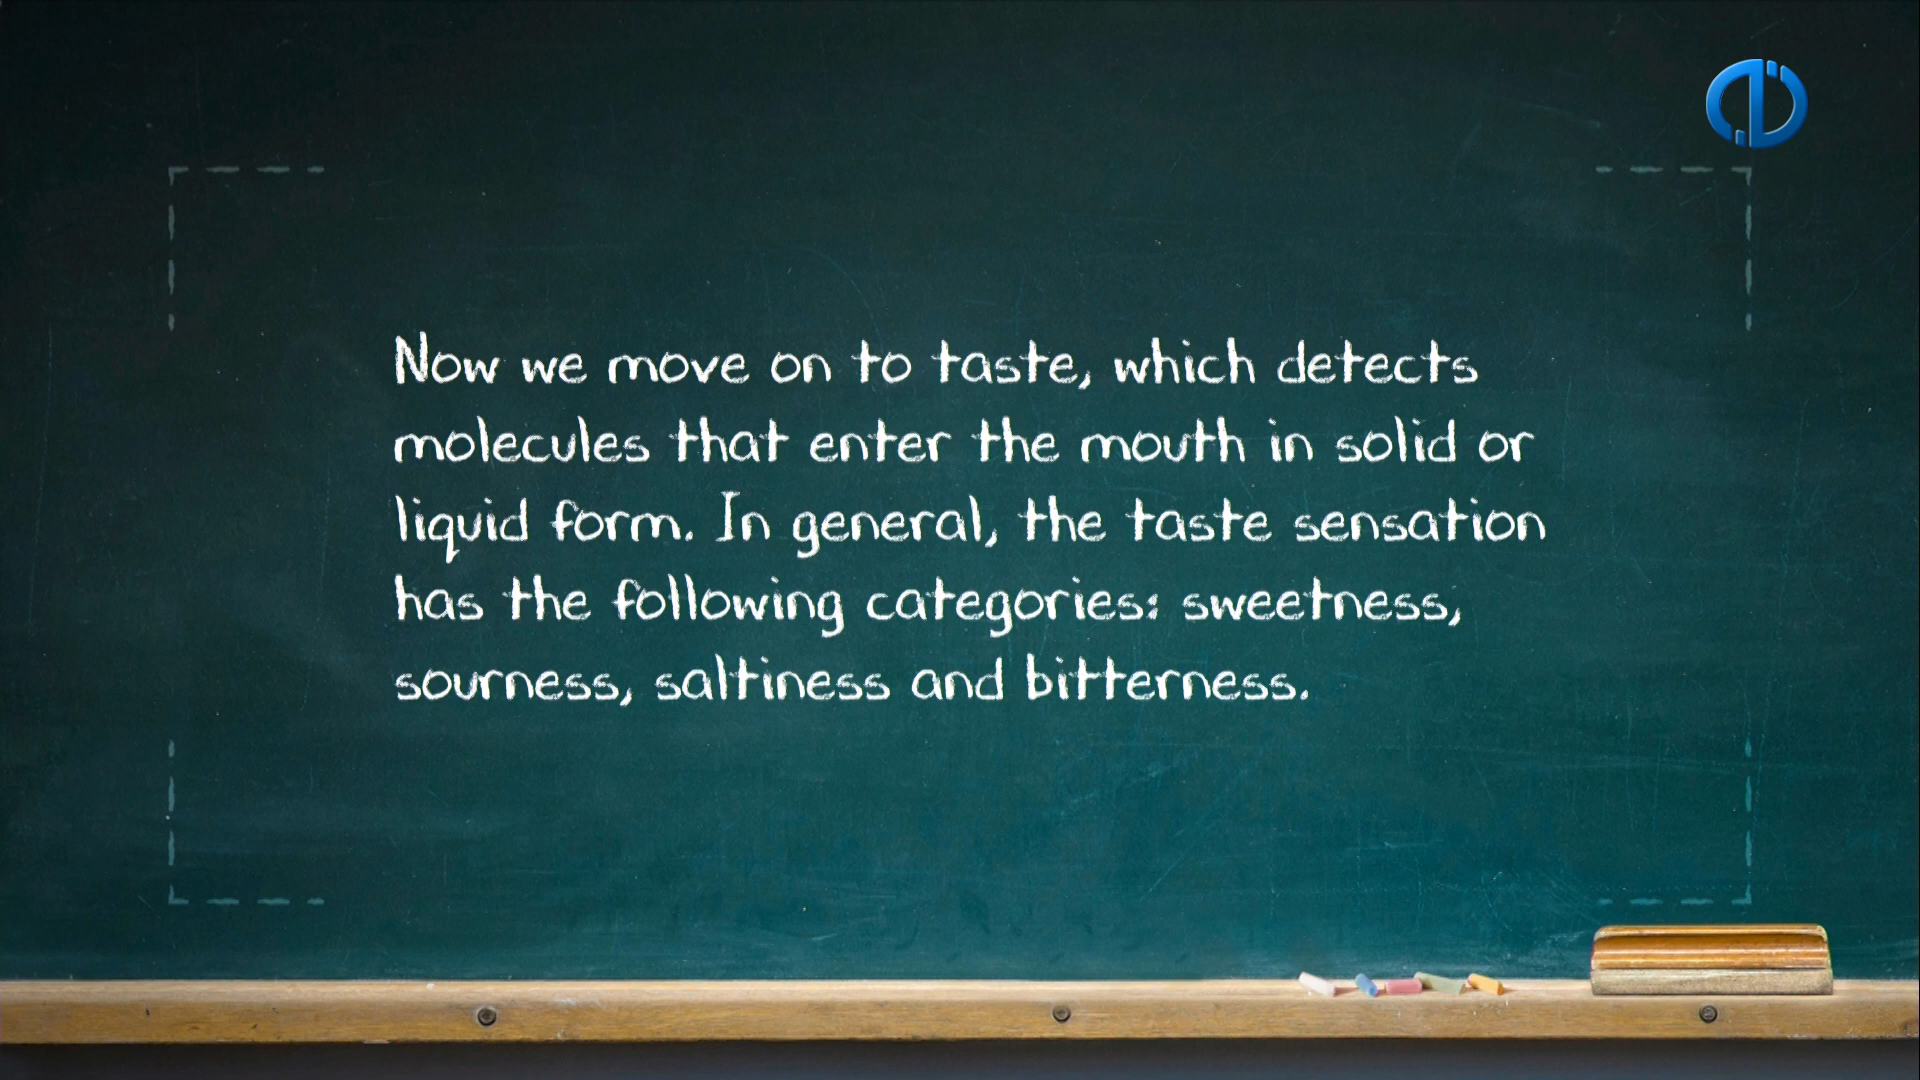 Now we move on to taste, which detects
molecules that enter the mouth in solid or
liquid form. In general, the taste sensation
has the following categories: sweetness,
sourness, saltiness and bitterness.